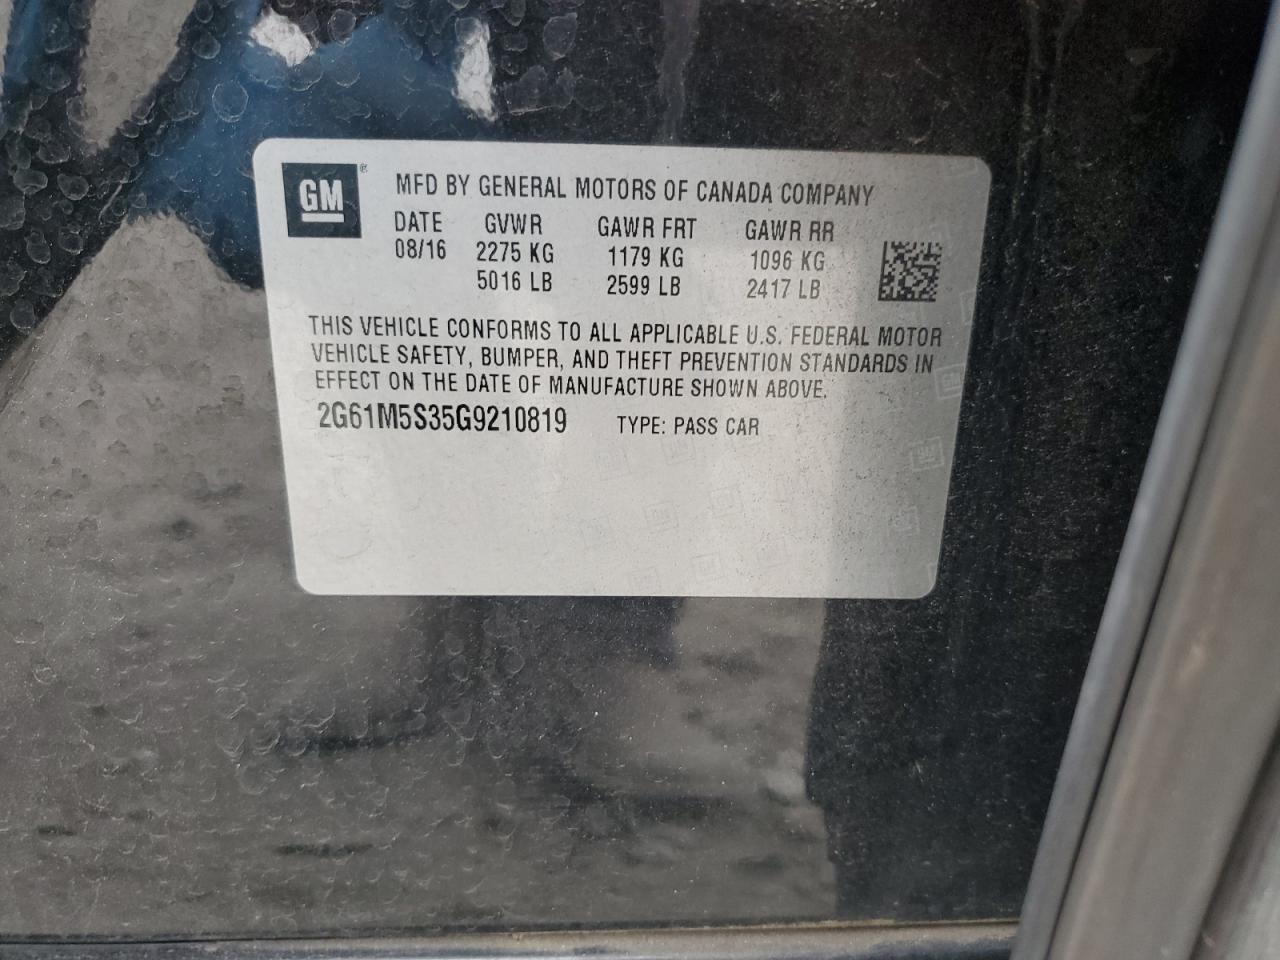 GM®
MFD BY GENERAL MOTORS OF CANADA COMPANY
DATE GVWR GAWR FRT GAWR RR
08/16 2275 KG 1179 KG 1096 KG
5016 LB 2599 LB 2417 LB
THIS VEHICLE CONFORMS TO ALL APPLICABLE U.S. FEDERAL MOTOR
VEHICLE SAFETY, BUMPER, AND THEFT PREVENTION STANDARDS IN
EFFECT ON THE DATE OF MANUFACTURE SHOWN ABOVE.
2G61M5S35G9210819 TYPE: PASS CAR